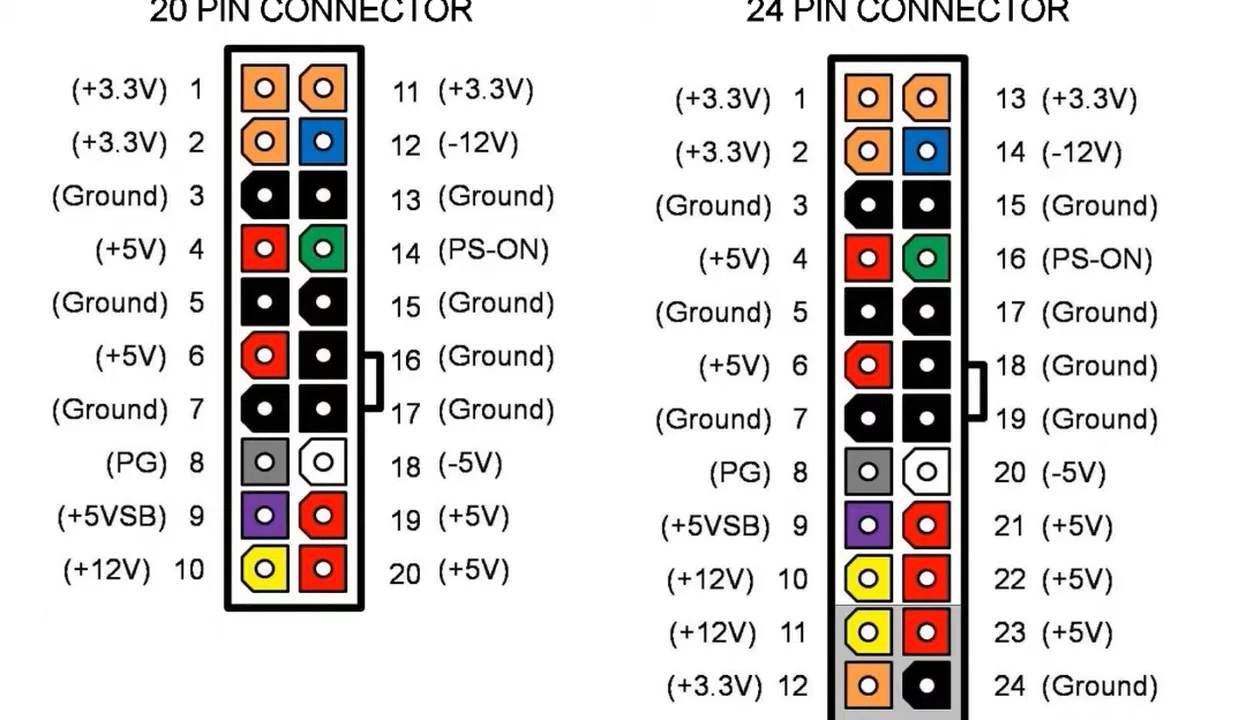 20 PIN CONNECTOR
(+3.3V) 1 11 (+3.3V)
(+3.3V) 2 12 (-12V)
(Ground) 3 13 (Ground)
(+5V) 4 14 (PS-ON)
(Ground) 5 15 (Ground)
(+5V) 6 16 (Ground)
(Ground) 7 17 (Ground)
(PG) 8 18 (-5V)
(+5VSB) 9 19 (+5V)
(+12V) 10 20 (+5V)
24 PIN CONNECTOR
(+3.3V) 1 13 (+3.3V)
(+3.3V) 2 14 (-12V)
(Ground) 3 15 (Ground)
(+5V) 4 16 (PS-ON)
(Ground) 5 17 (Ground)
(+5V) 6 18 (Ground)
(Ground) 7 19 (Ground)
(PG) 8 20 (-5V)
(+5VSB) 9 21 (+5V)
(+12V) 10 22 (+5V)
(+12V) 11 23 (+5V)
(+3.3V) 12 24 (Ground)